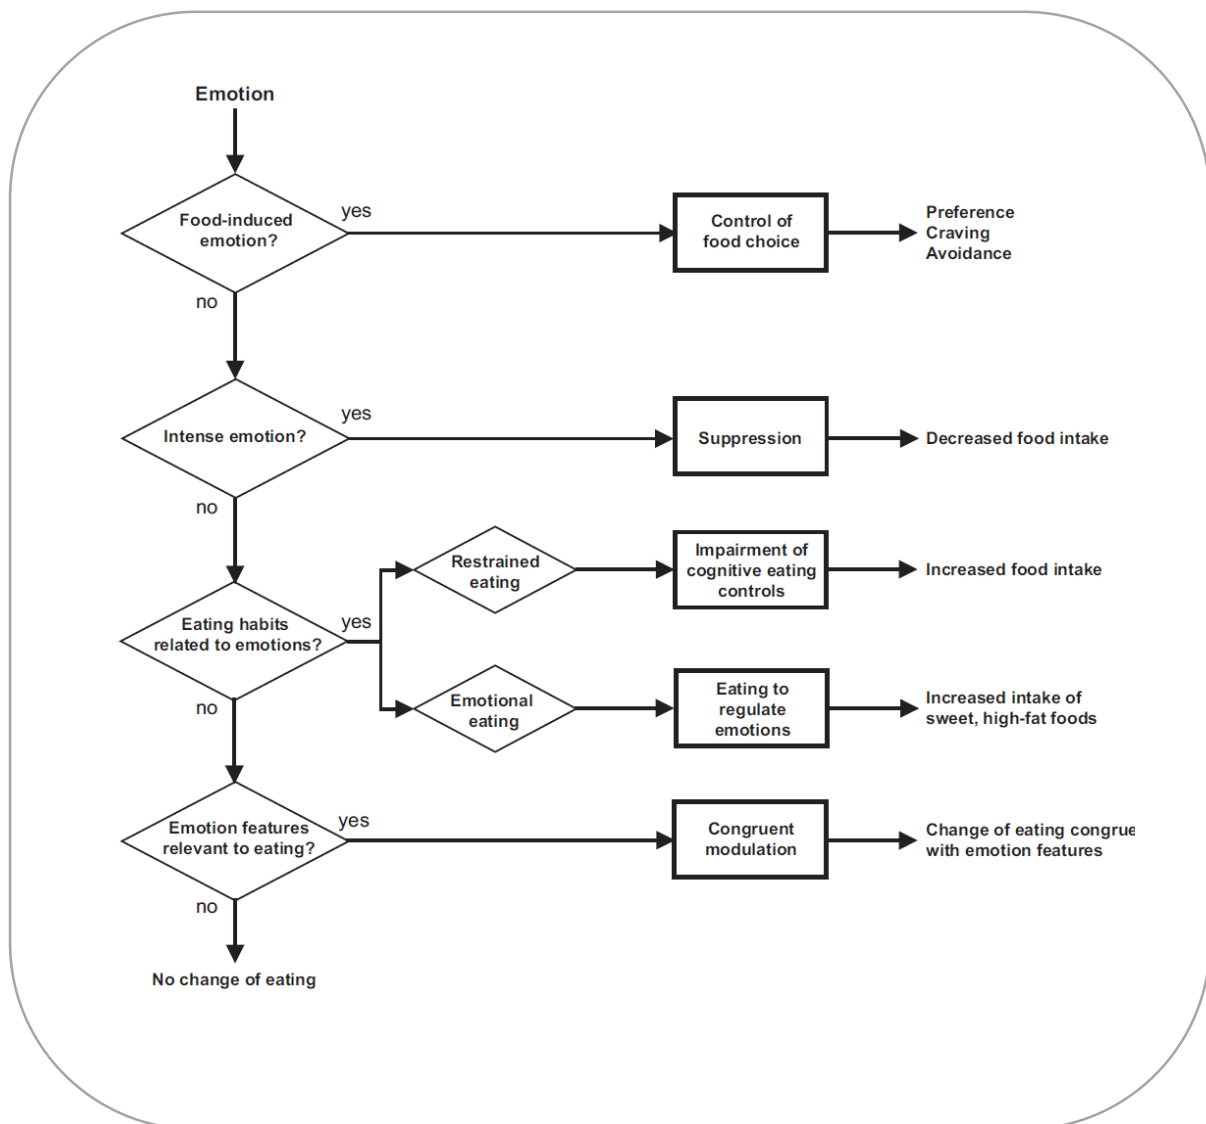 Emotion
Food-induced
emotion?
yes
no
Control of
food choice
Preference
Craving
Avoidance
Intense emotion?
yes
no
Suppression
Decreased food intake
Eating habits
related to emotions?
yes
no
Restrained
eating
Impairment of
cognitive eating
controls
Increased food intake
Emotional
eating
Eating to
regulate
emotions
Increased intake of
sweet, high-fat foods
Emotion features
relevant to eating?
yes
no
Congruent
modulation
Change of eating congrue
with emotion features
No change of eating